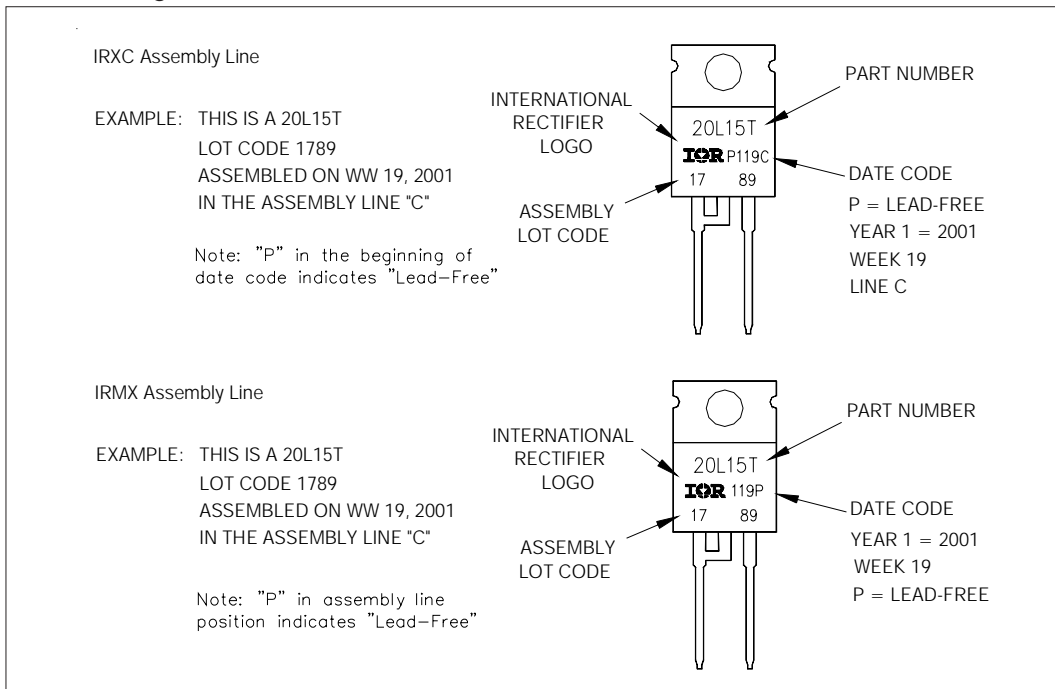 IRXC Assembly Line
EXAMPLE: THIS IS A 20L15T
LOT CODE 1789
ASSEMBLED ON WW 19, 2001
IN THE ASSEMBLY LINE "C"
Note: "P" in the beginning of
date code indicates "Lead-Free"
INTERNATIONAL
RECTIFIER
LOGO
ASSEMBLY
LOT CODE
20L15T
IOR P119C
17 89
PART NUMBER
DATE CODE
P = LEAD-FREE
YEAR 1 = 2001
WEEK 19
LINE C
IRMX Assembly Line
EXAMPLE: THIS IS A 20L15T
LOT CODE 1789
ASSEMBLED ON WW 19, 2001
IN THE ASSEMBLY LINE "C"
Note: "P" in assembly line
position indicates "Lead-Free"
INTERNATIONAL
RECTIFIER
LOGO
ASSEMBLY
LOT CODE
20L15T
IOR 119P
17 89
PART NUMBER
DATE CODE
YEAR 1 = 2001
WEEK 19
P = LEAD-FREE